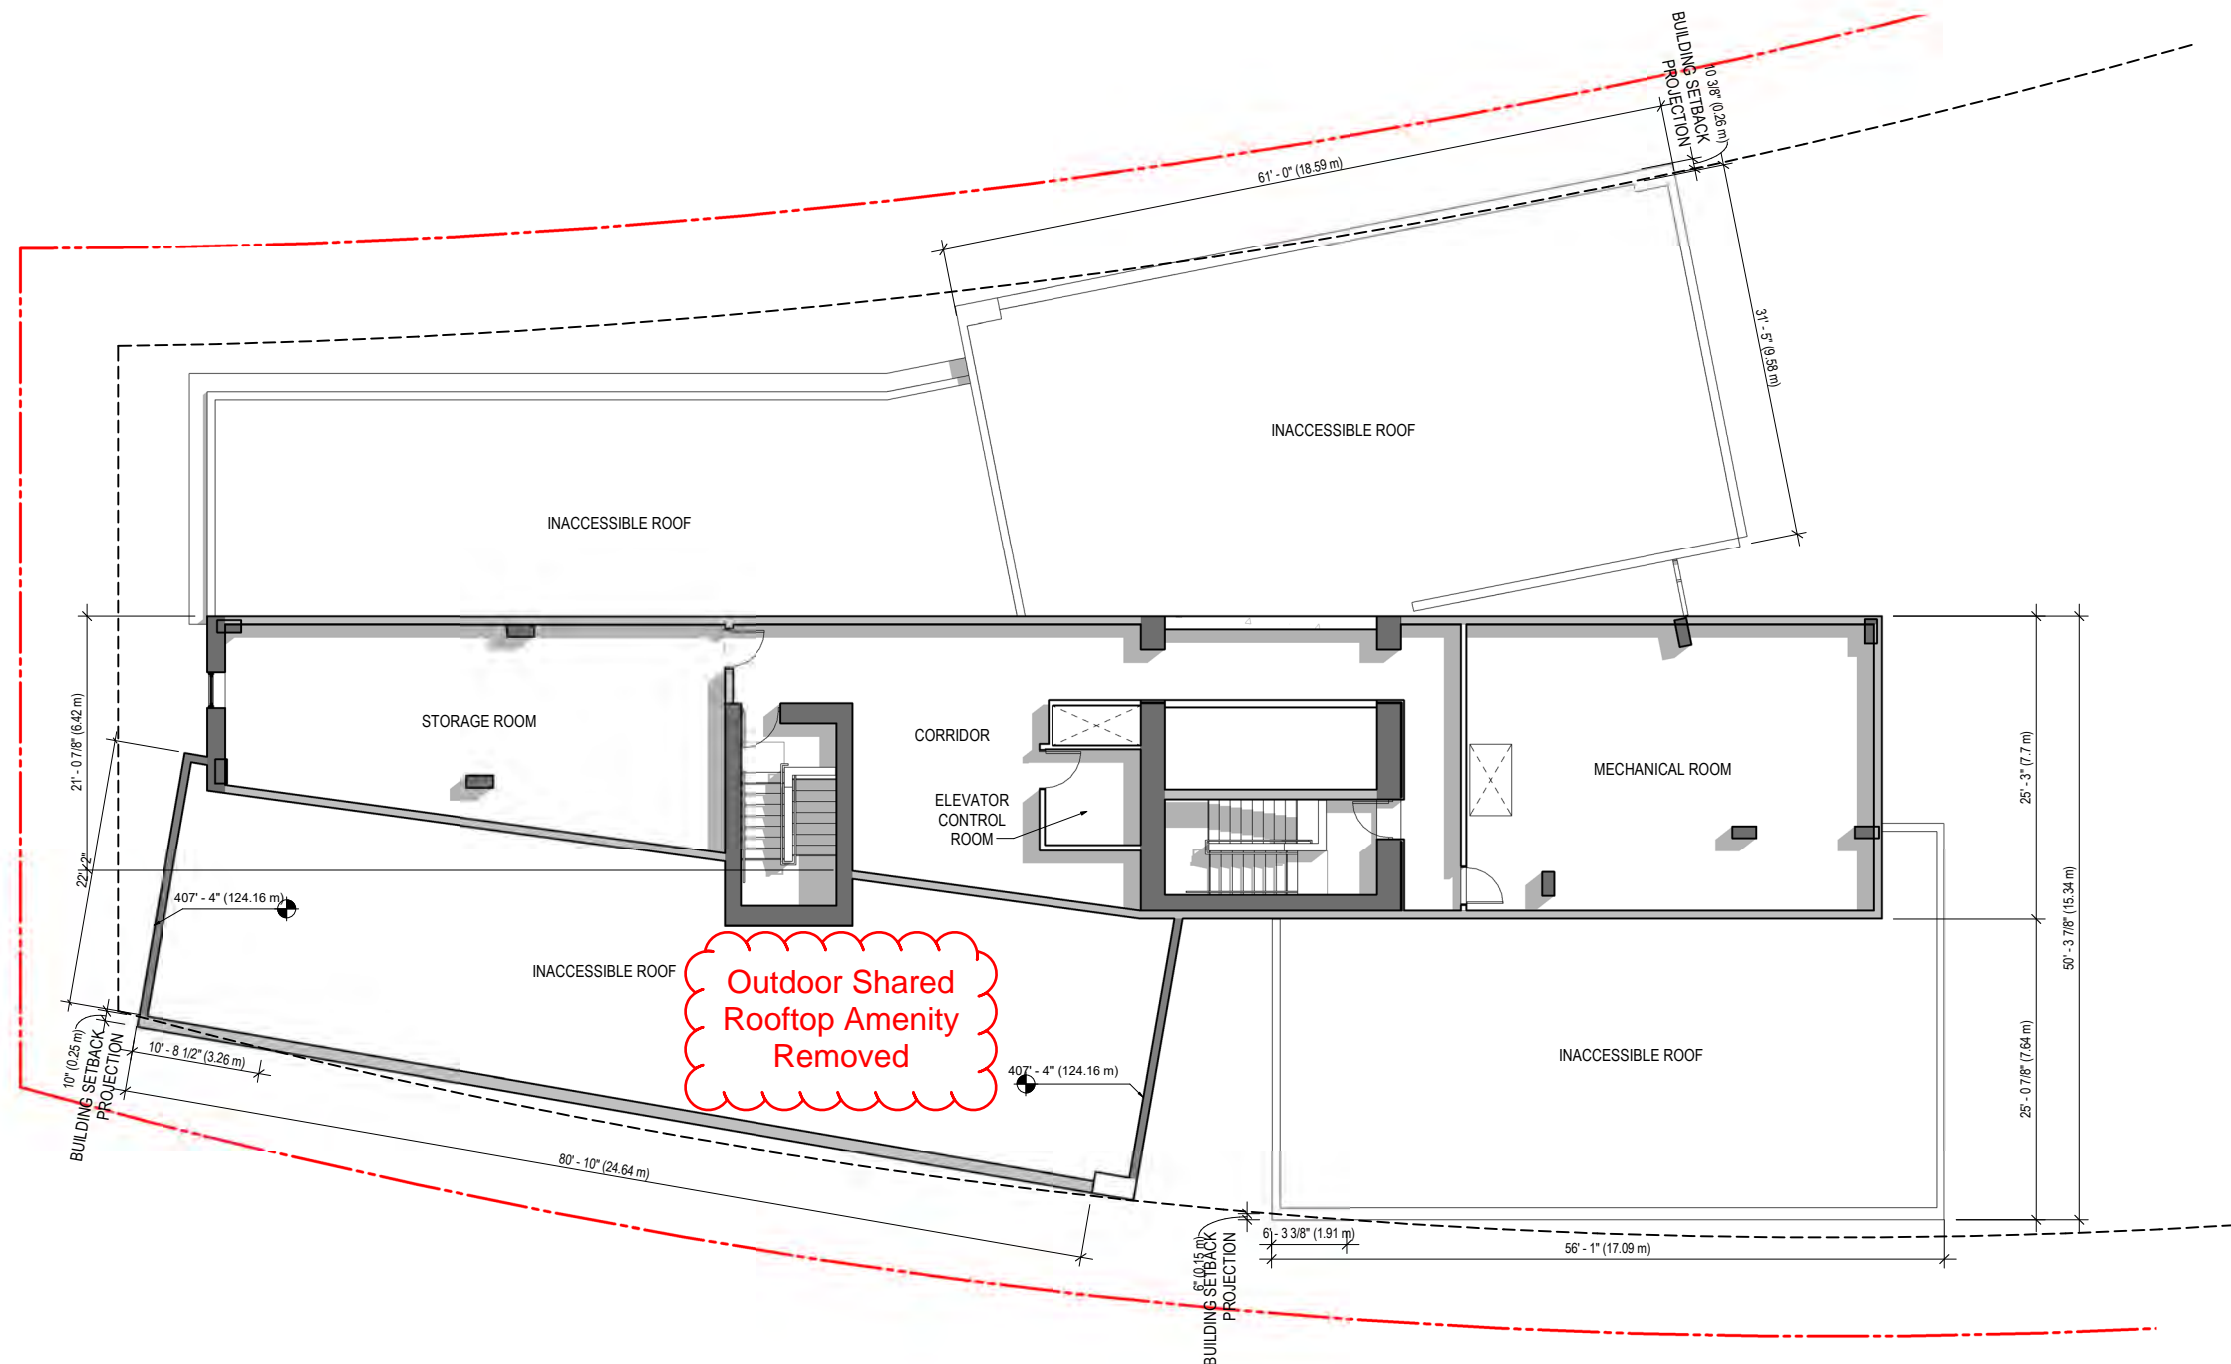 BUILDING SETBACK
PROJECTION
10 3/8" (0.26 m)
61' - 0" (18.59 m)
31' - 5" (9.58 m)
INACCESSIBLE ROOF
INACCESSIBLE ROOF
21' - 0 7/8" (6.42 m)
STORAGE ROOM
CORRIDOR
MECHANICAL ROOM
ELEVATOR
CONTROL
ROOM
25' - 3" (7.7 m)
50' - 3 7/8" (15.34 m)
407' - 4" (124.16 m)
INACCESSIBLE ROOF
Outdoor Shared
Rooftop Amenity
Removed
10" (0.25 m)
BUILDING SETBACK
PROJECTION
10' - 8 1/2" (3.26 m)
407' - 4" (124.16 m)
INACCESSIBLE ROOF
25' - 0 7/8" (7.64 m)
80' - 10" (24.64 m)
6" (0.15 m)
BUILDING SETBACK
PROJECTION
6' - 3 3/8" (1.91 m)
56' - 1" (17.09 m)